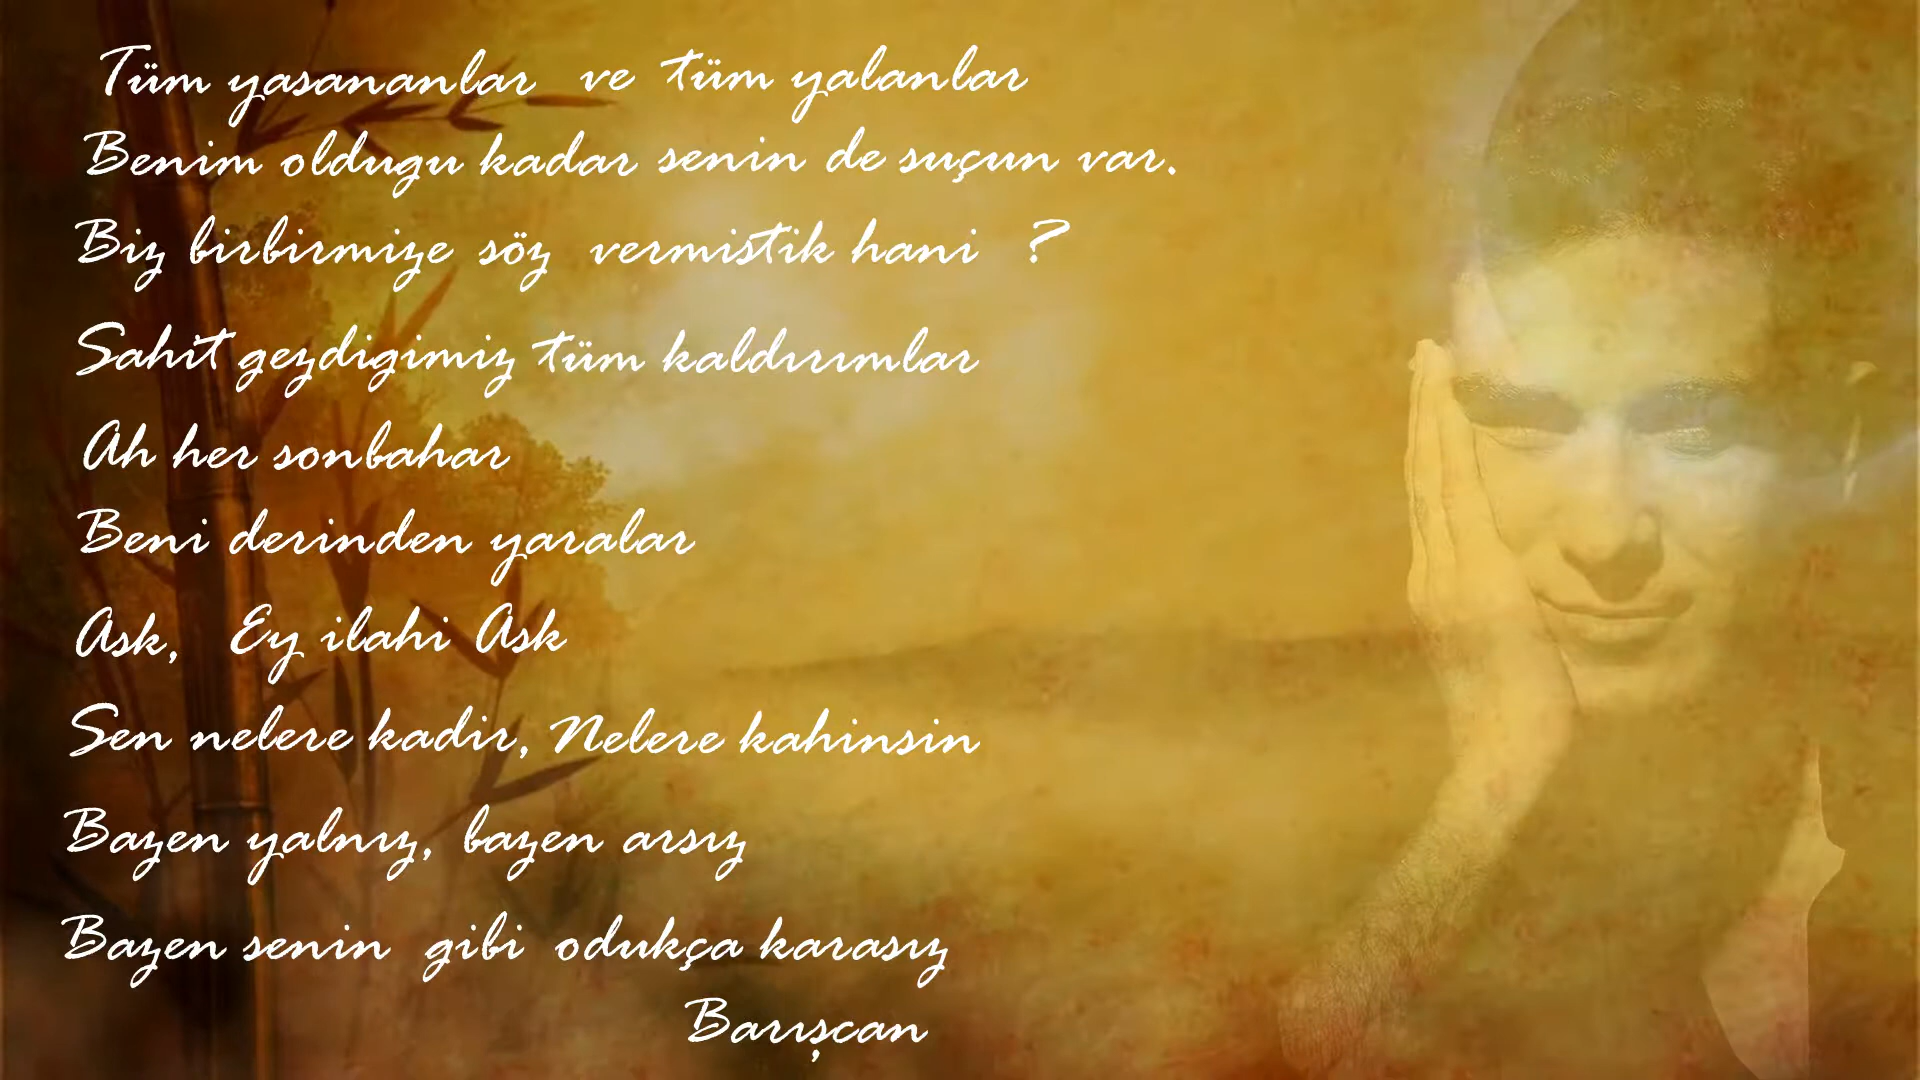 Tüm yasananlar ve tüm yalanlar
Benim oldugu kadar senin de suçun var.
Biz birbirmize söz vermistik hani ?
Sahit gezdigimiz tüm kaldırımlar
Ah her sonbahar
Beni derinden yaralar
Ask, Ey ilahi Ask
Sen nelere kadir, Nelere kahinsin
Bazen yalnız, bazen arsız
Bazen senin gibi odukça karasız
Barışcan